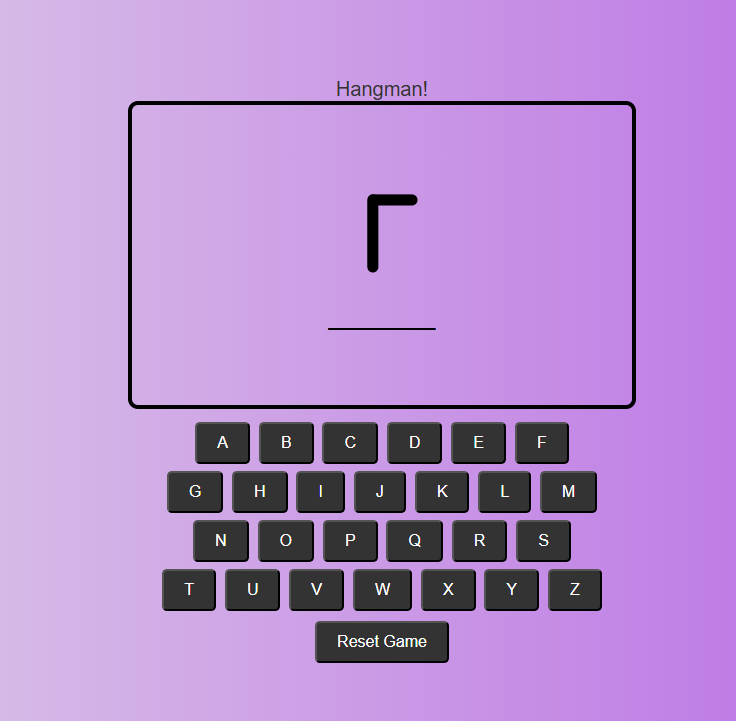 Hangman!
A B C D E F
G H I J K L M
N O P Q R S
T U V W X Y Z
Reset Game